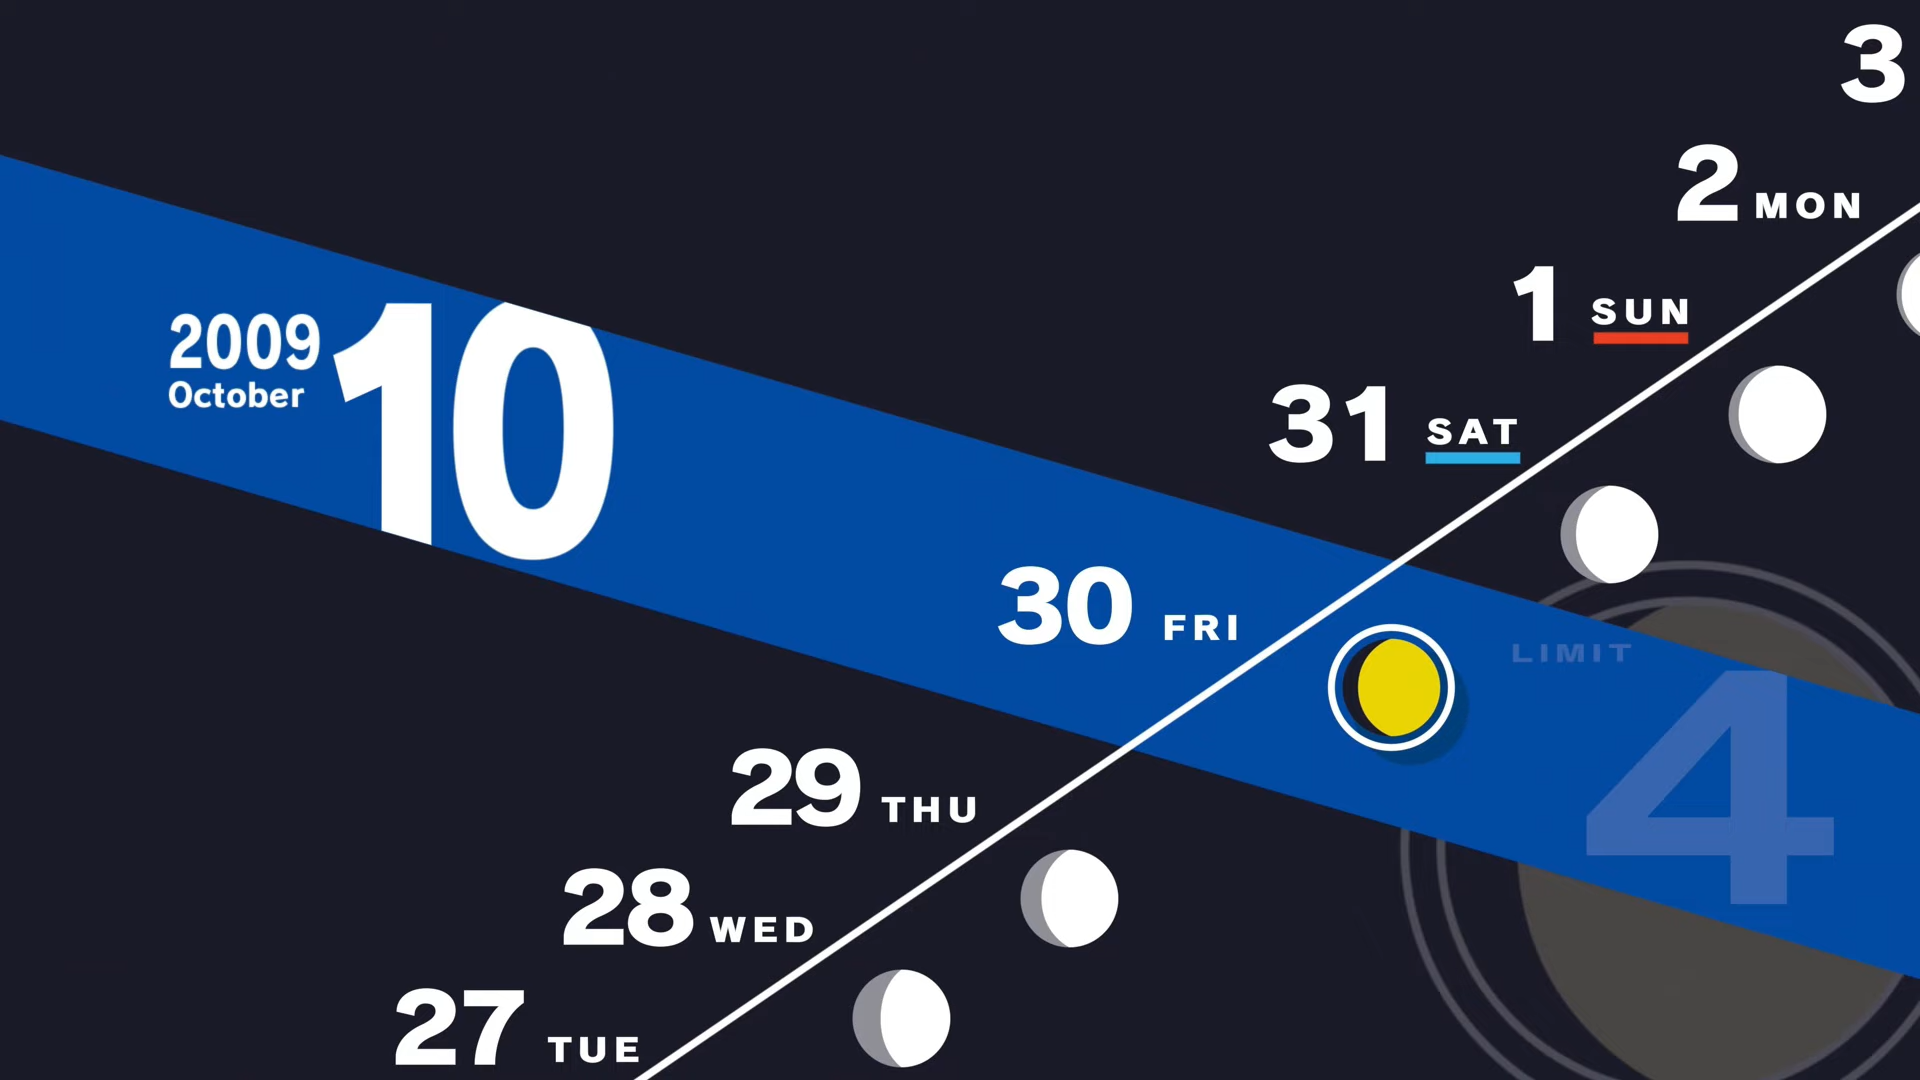 3
2 MON
1 SUN
31 SAT
2009
October
10
30 FRI
LIMIT
4
29 THU
28 WED
27 TUE